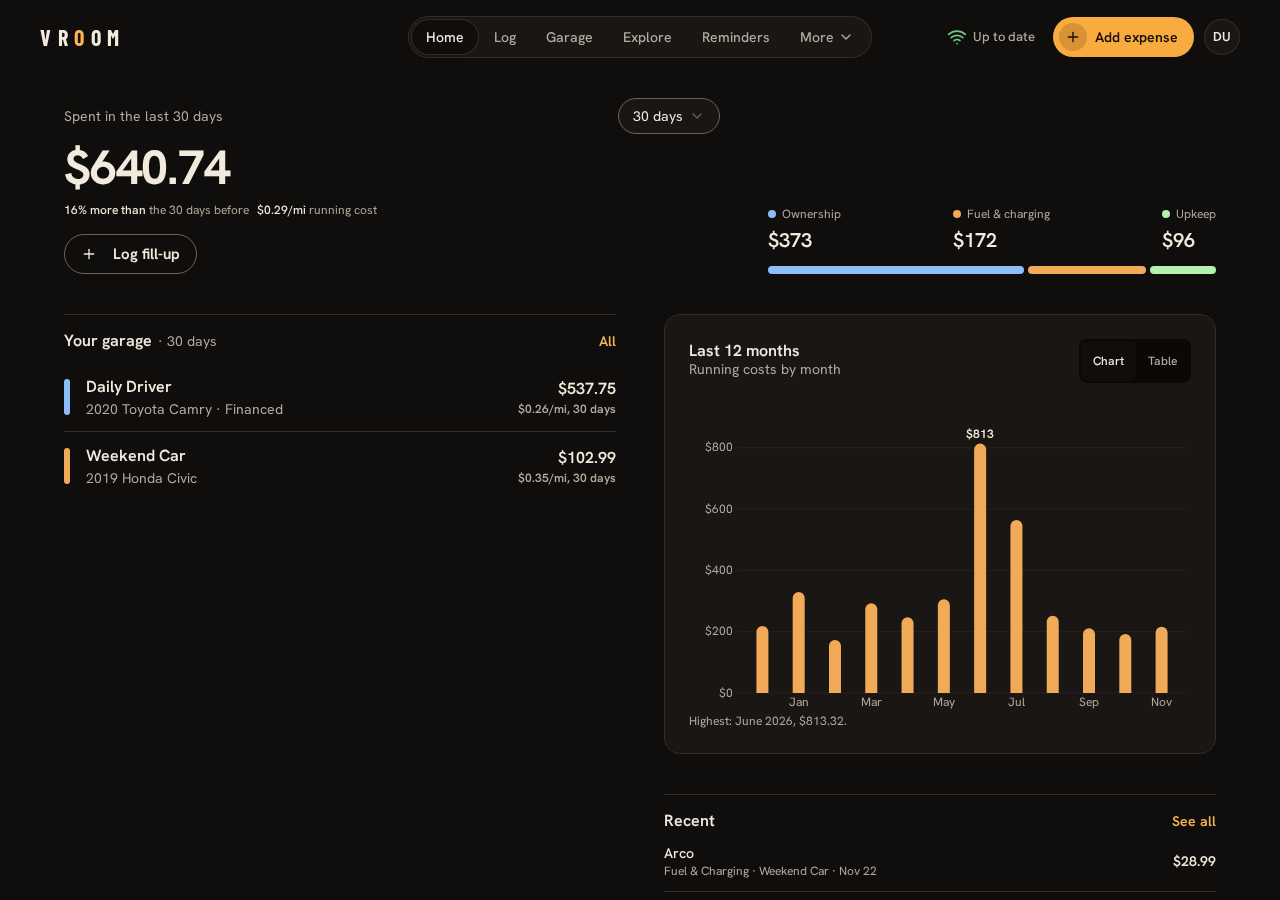 VROOM
Home Log Garage Explore Reminders More
Up to date
Add expense
DU
Spent in the last 30 days
30 days
$640.74
16% more than the 30 days before $0.29/mi running cost
Log fill-up
Ownership Fuel & charging Upkeep
$373 $172 $96
Your garage · 30 days All
Daily Driver $537.75
2020 Toyota Camry · Financed $0.26/mi, 30 days
Weekend Car $102.99
2019 Honda Civic $0.35/mi, 30 days
Last 12 months
Running costs by month
Chart Table
$813
$800
$600
$400
$200
$0
Jan Mar May Jul Sep Nov
Highest: June 2026, $813.32.
Recent See all
Arco $28.99
Fuel & Charging · Weekend Car · Nov 22